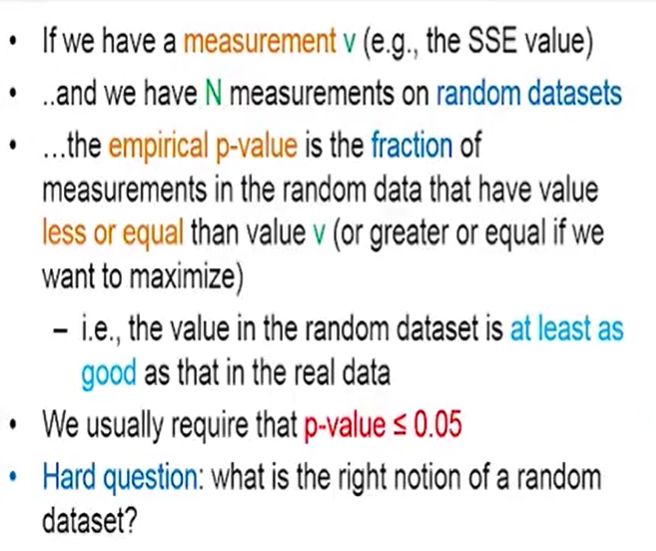 • If we have a measurement v (e.g., the SSE value)
• ..and we have N measurements on random datasets
• ...the empirical p-value is the fraction of
measurements in the random data that have value
less or equal than value v (or greater or equal if we
want to maximize)
– i.e., the value in the random dataset is at least as
good as that in the real data
• We usually require that p-value ≤ 0.05
• Hard question: what is the right notion of a random
dataset?